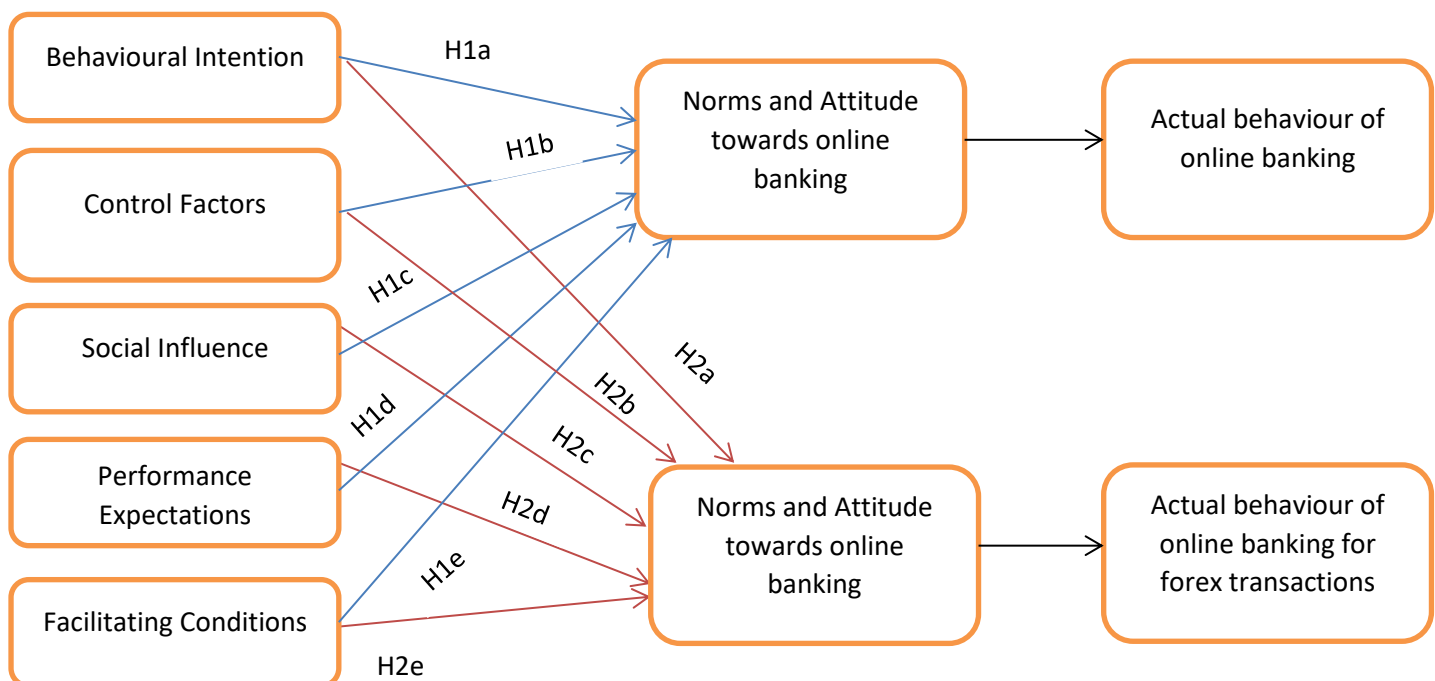 Behavioural Intention
Control Factors
Social Influence
Performance
Expectations
Facilitating Conditions
H1a
H1b
H1c
H1d
H1e
H2a
H2b
H2c
H2d
H2e
Norms and Attitude
towards online
banking
Actual behaviour of
online banking
Norms and Attitude
towards online
banking
Actual behaviour of
online banking for
forex transactions